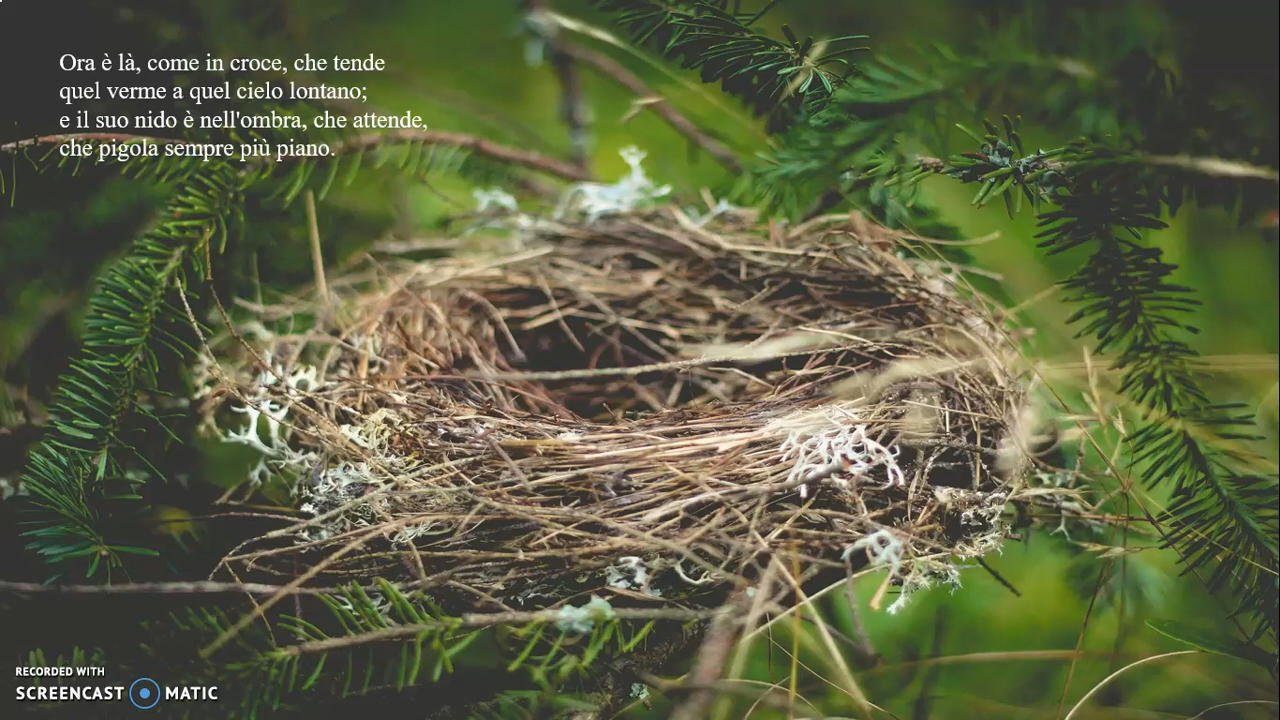 Ora è là, come in croce, che tende
quel verme a quel cielo lontano;
e il suo nido è nell'ombra, che attende,
che pigola sempre più piano.
RECORDED WITH
SCREENCAST MATIC